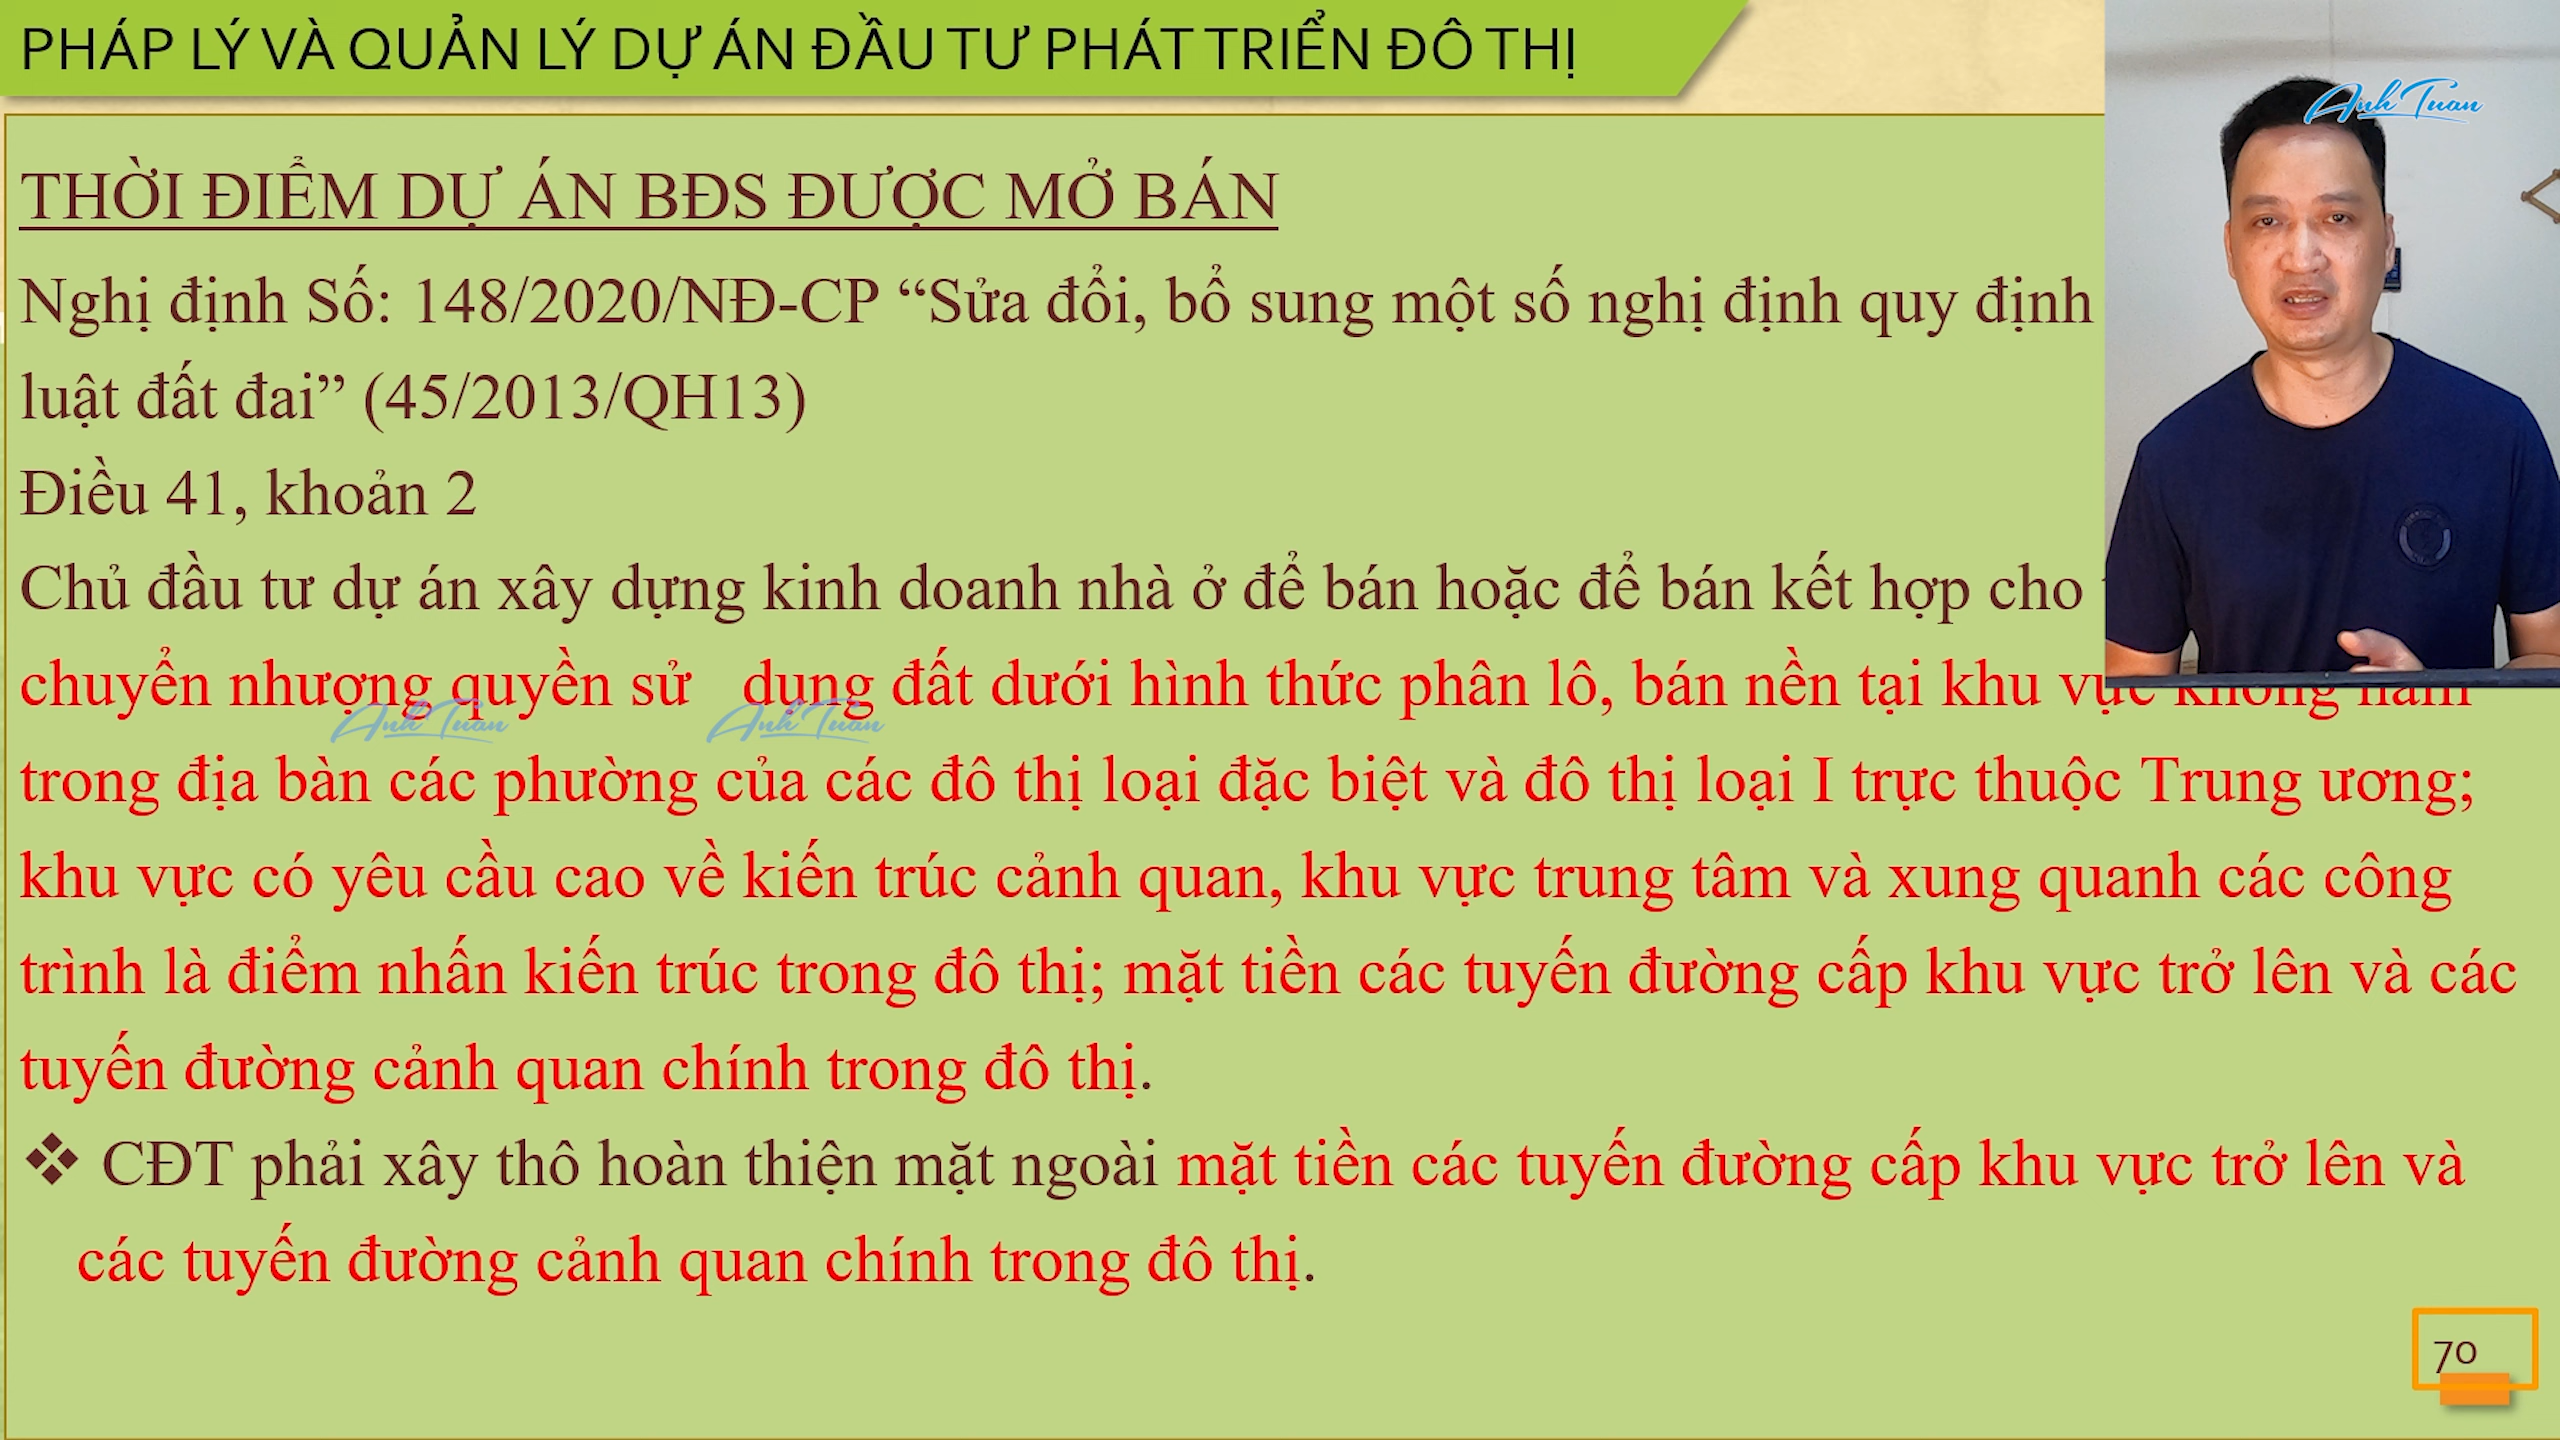 PHÁP LÝ VÀ QUẢN LÝ DỰ ÁN ĐẦU TƯ PHÁT TRIỂN ĐÔ THỊ
Anh Tuan
THỜI ĐIỂM DỰ ÁN BĐS ĐƯỢC MỞ BÁN
Nghị định Số: 148/2020/NĐ-CP “Sửa đổi, bổ sung một số nghị định quy định
luật đất đai” (45/2013/QH13)
Điều 41, khoản 2
Chủ đầu tư dự án xây dựng kinh doanh nhà ở để bán hoặc để bán kết hợp cho
chuyển nhượng quyền sử dụng đất dưới hình thức phân lô, bán nền tại khu vực không nằm
Anh Tuan Anh Tuan
trong địa bàn các phường của các đô thị loại đặc biệt và đô thị loại I trực thuộc Trung ương;
khu vực có yêu cầu cao về kiến trúc cảnh quan, khu vực trung tâm và xung quanh các công
trình là điểm nhấn kiến trúc trong đô thị; mặt tiền các tuyến đường cấp khu vực trở lên và các
tuyến đường cảnh quan chính trong đô thị.
❖ CĐT phải xây thô hoàn thiện mặt ngoài mặt tiền các tuyến đường cấp khu vực trở lên và
các tuyến đường cảnh quan chính trong đô thị.
70